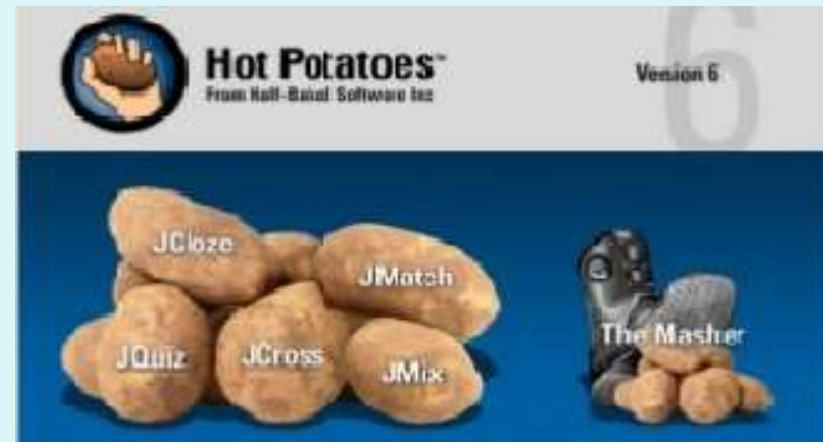 6
Hot Potatoes™
Version 6
From Half-Baked Software Inc
JCloze
JMatch
The Masher
JQuiz
JCross
JMix